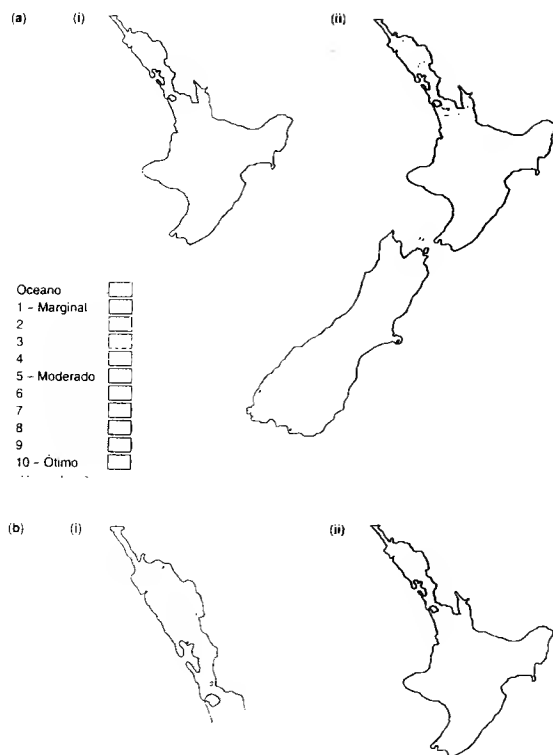 (a) (i) (ii)
Oceano
1 – Marginal
2
3
4
5 – Moderado
6
7
8
9
10 – Ótimo
(b) (i) (ii)